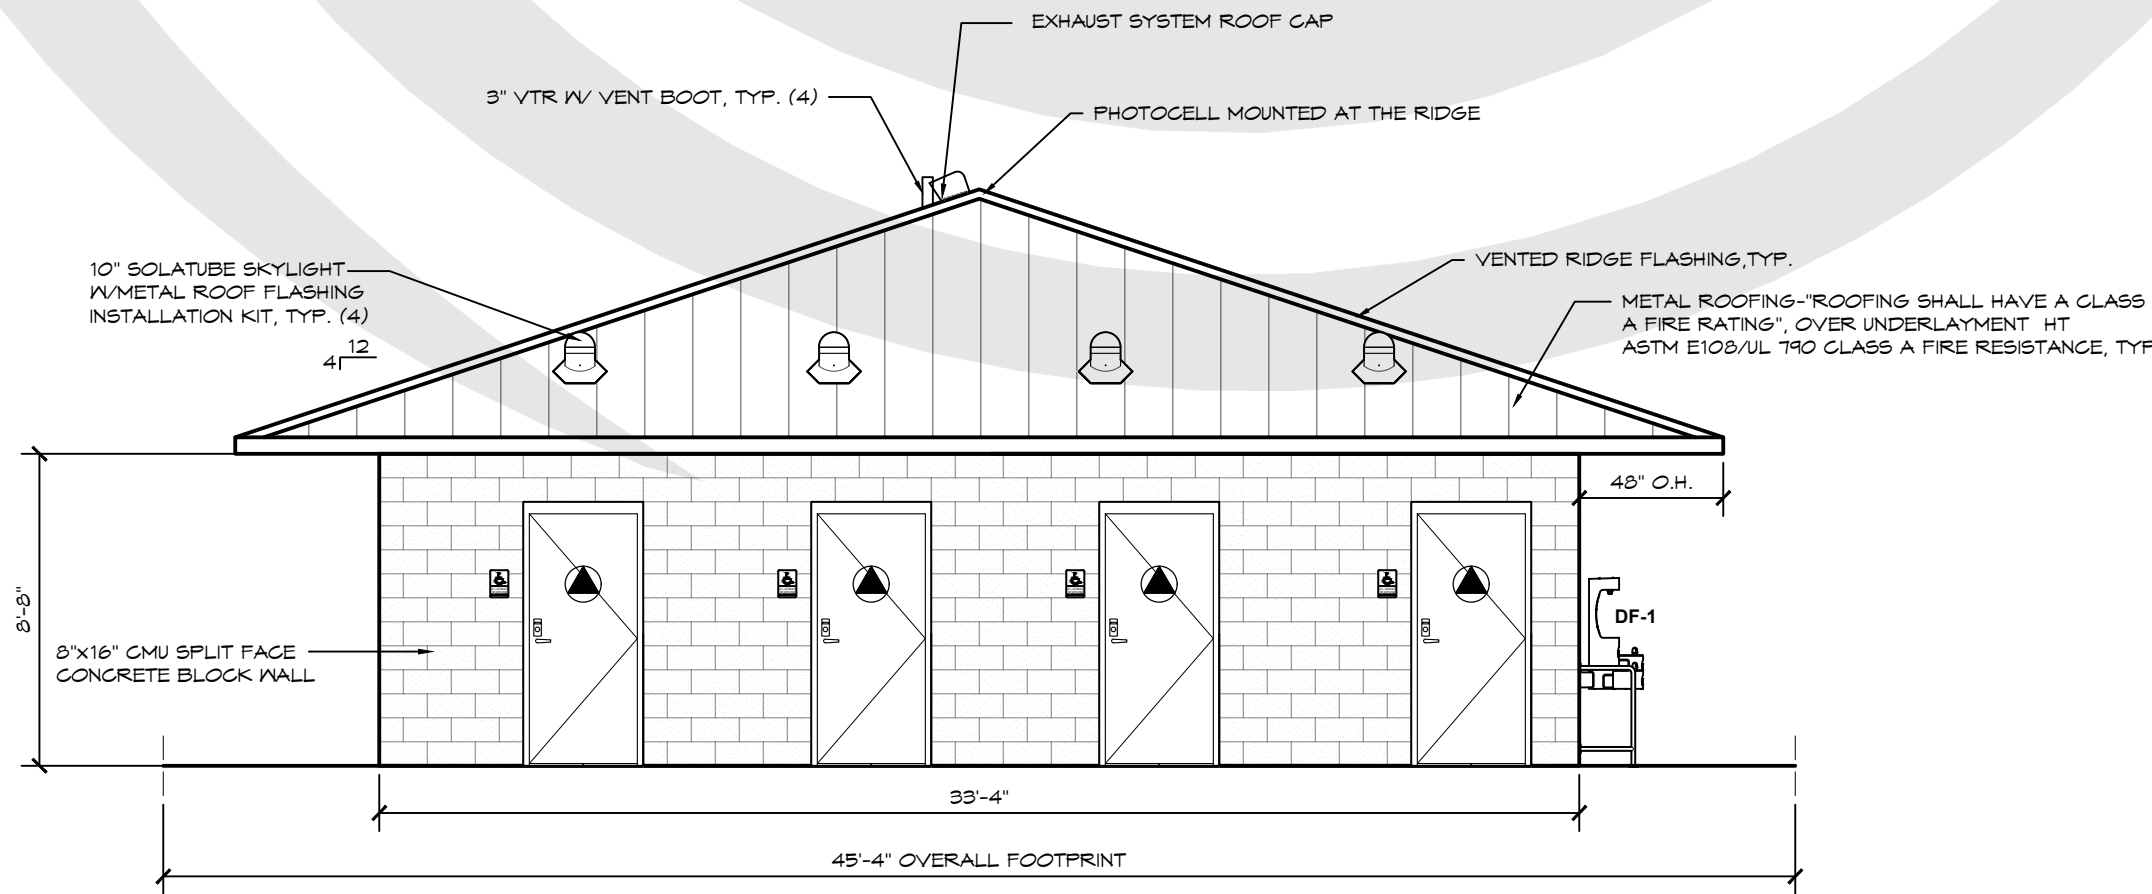 EXHAUST SYSTEM ROOF CAP
3" VTR W/ VENT BOOT, TYP. (4)
PHOTOCELL MOUNTED AT THE RIDGE
10" SOLATUBE SKYLIGHT
W/METAL ROOF FLASHING
INSTALLATION KIT, TYP. (4)
12
4
VENTED RIDGE FLASHING,TYP.
METAL ROOFING-"ROOFING SHALL HAVE A CLASS
A FIRE RATING", OVER UNDERLAYMENT HT
ASTM E108/UL 790 CLASS A FIRE RESISTANCE, TYP
48" O.H.
8'-8"
DF-1
8"x16" CMU SPLIT FACE
CONCRETE BLOCK WALL
33'-4"
45'-4" OVERALL FOOTPRINT